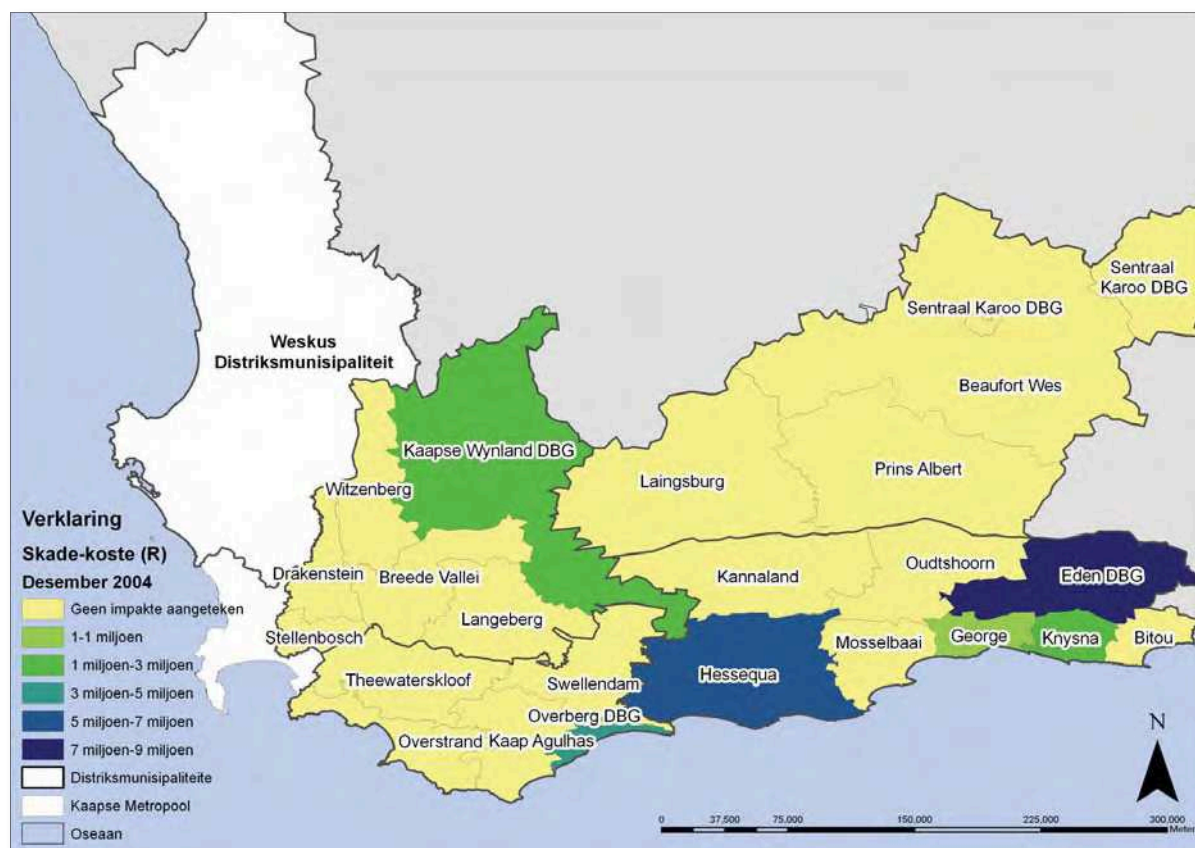 Sentraal
Karoo DBG
Sentraal Karoo DBG
Weskus
Distriksmunisipaliteit
Beaufort Wes
Kaapse Wynland DBG
Prins Albert
Laingsburg
Witzenberg
Oudtshoorn
Drakenstein
Breede Vallei
Kannaland
Eden DBG
Langeberg
Stellenbosch
Mosselbaai
George
Knysna
Bitou
Theewaterskloof
Swellendam
Hessequa
Overberg DBG
Overstrand
Kaap Agulhas
Verklaring
Skade-koste (R)
Desember 2004
Geen impakte aangeteken
1-1 miljoen
1 miljoen-3 miljoen
3 miljoen-5 miljoen
5 miljoen-7 miljoen
7 miljoen-9 miljoen
Distriksmunisipaliteite
Kaapse Metropool
Oseaan
N
0 37,500 75,000 150,000 225,000 300,000
Meter